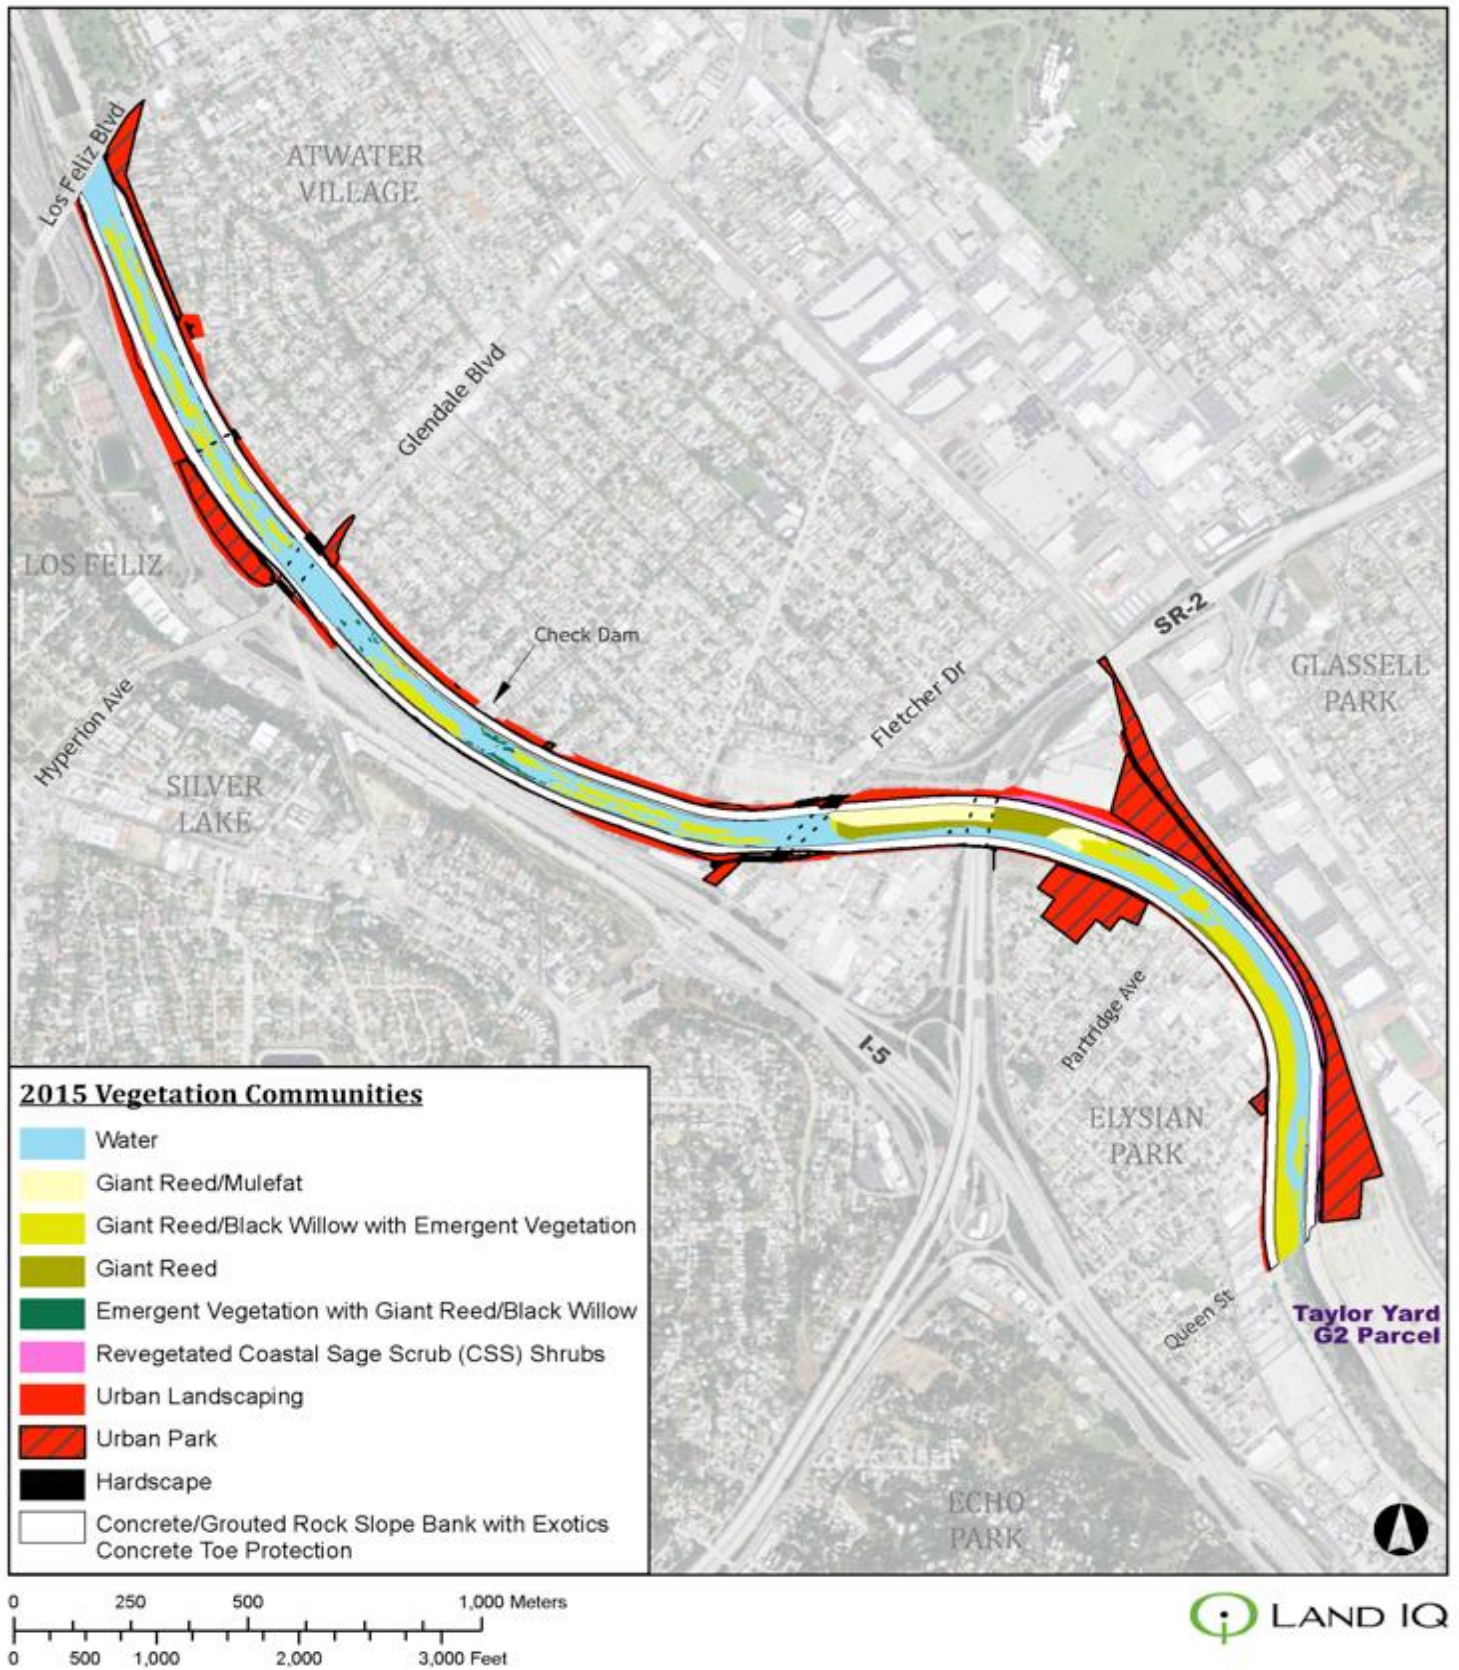 Los Feliz Blvd
ATWATER
VILLAGE
Glendale Blvd
LOS FELIZ
Check Dam
SR-2
GLASSELL
PARK
Fletcher Dr
Hyperion Ave
SILVER
LAKE
Partridge Ave
I-5
ELYSIAN
PARK
Queen St
Taylor Yard
G2 Parcel
ECHO
PARK
2015 Vegetation Communities
Water
Giant Reed/Mulefat
Giant Reed/Black Willow with Emergent Vegetation
Giant Reed
Emergent Vegetation with Giant Reed/Black Willow
Revegetated Coastal Sage Scrub (CSS) Shrubs
Urban Landscaping
Urban Park
Hardscape
Concrete/Grouted Rock Slope Bank with Exotics
Concrete Toe Protection
0 250 500 1,000 Meters
0 500 1,000 2,000 3,000 Feet
LAND IQ